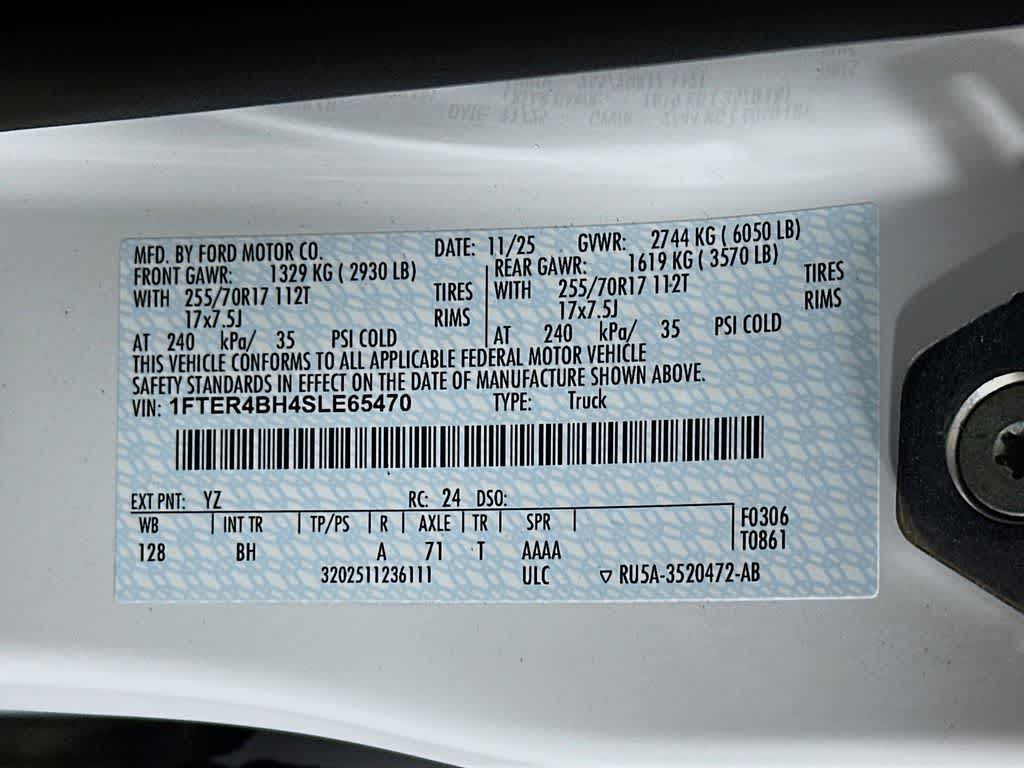 MFD. BY FORD MOTOR CO. DATE: 11/25 GVWR: 2744 KG ( 6050 LB)
FRONT GAWR: 1329 KG ( 2930 LB) REAR GAWR: 1619 KG ( 3570 LB)
WITH 255/70R17 112T TIRES WITH 255/70R17 112T TIRES
17x7.5J RIMS 17x7.5J RIMS
AT 240 kPa/ 35 PSI COLD AT 240 kPa/ 35 PSI COLD
THIS VEHICLE CONFORMS TO ALL APPLICABLE FEDERAL MOTOR VEHICLE
SAFETY STANDARDS IN EFFECT ON THE DATE OF MANUFACTURE SHOWN ABOVE.
VIN: 1FTER4BH4SLE65470 TYPE: Truck
EXT PNT: YZ RC: 24 DSO:
WB INT TR TP/PS R AXLE TR SPR F0306
128 BH A 71 T AAAA T0861
3202511236111 ULC RU5A-3520472-AB